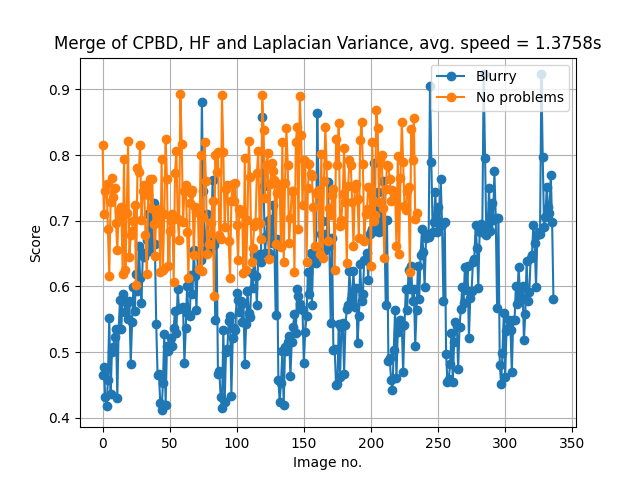 Merge of CPBD, HF and Laplacian Variance, avg. speed = 1.3758s
Blurry
No problems
0.9
0.8
0.7
0.6
0.5
0.4
Score
0 50 100 150 200 250 300 350
Image no.